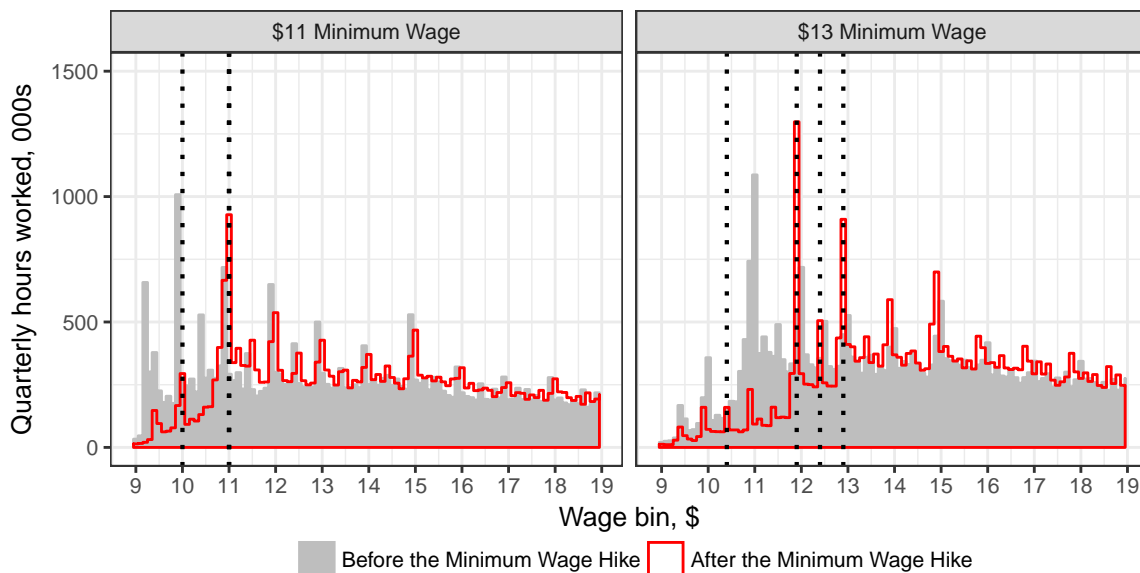 $11 Minimum Wage
$13 Minimum Wage
Quarterly hours worked, 000s
1500
1000
500
0
9 10 11 12 13 14 15 16 17 18 19
9 10 11 12 13 14 15 16 17 18 19
Wage bin, $
Before the Minimum Wage Hike
After the Minimum Wage Hike